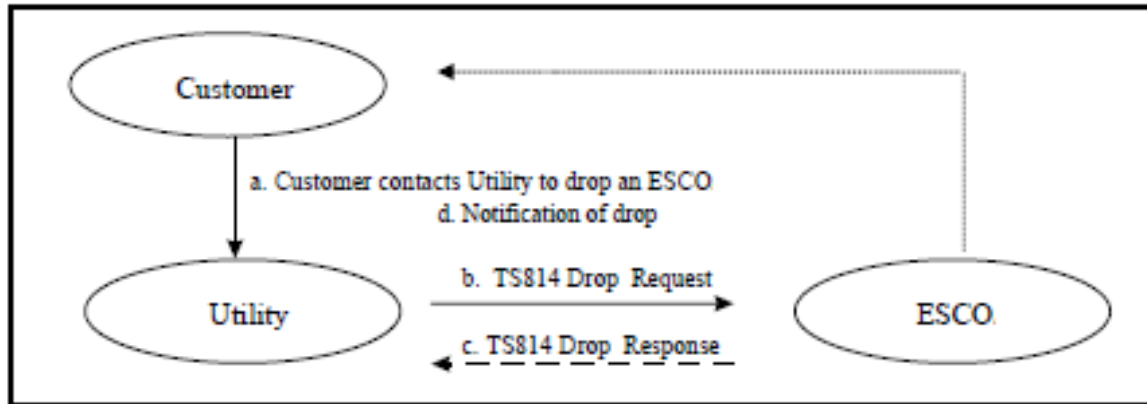 Customer
a. Customer contacts Utility to drop an ESCO
d. Notification of drop
b. TS814 Drop Request
Utility
ESCO.
c. TS814 Drop Response